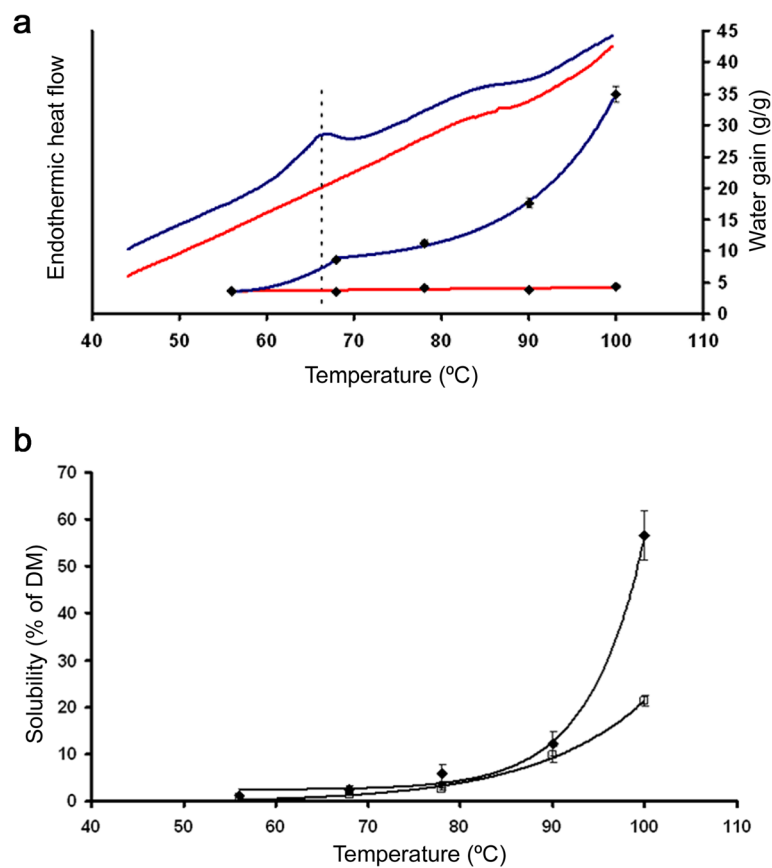 a
Endothermic heat flow
45
40
35
30
25
20
15
10
5
0
Water gain (g/g)
40 50 60 70 80 90 100 110
Temperature (ºC)
b
Solubility (% of DM)
70
60
50
40
30
20
10
0
40 50 60 70 80 90 100 110
Temperature (ºC)